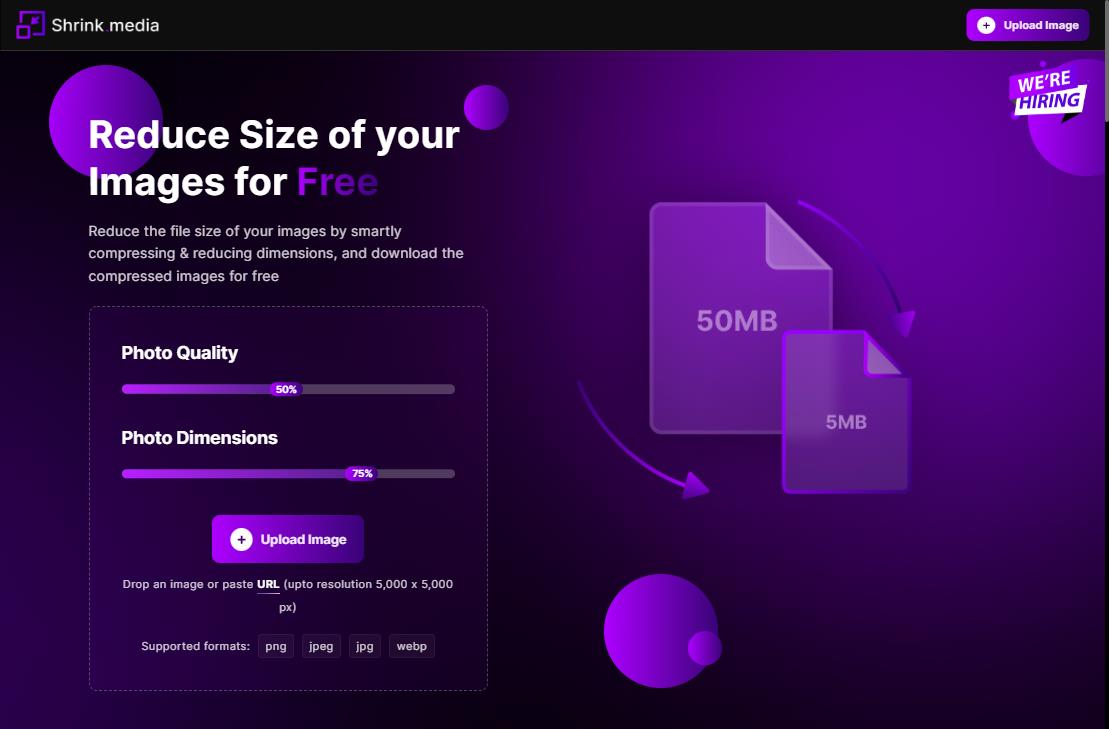 Shrink.media
Upload Image
WE'RE
HIRING
Reduce Size of your
Images for Free
Reduce the file size of your images by smartly
compressing & reducing dimensions, and download the
compressed images for free
Photo Quality
50%
Photo Dimensions
75%
Upload Image
Drop an image or paste URL (upto resolution 5,000 x 5,000
px)
Supported formats: png jpeg jpg webp
50MB
5MB